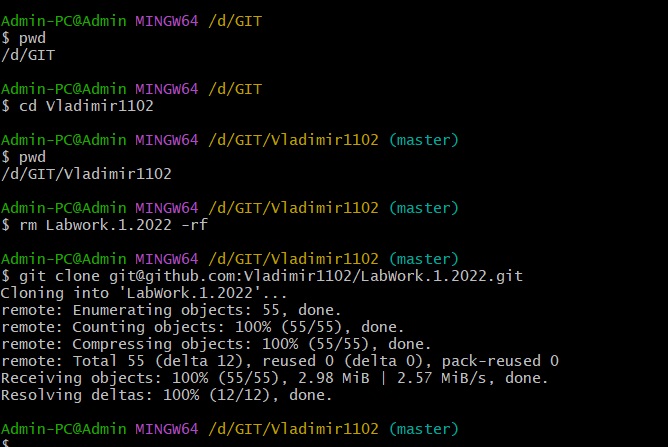 Admin-PC@Admin MINGW64 /d/GIT
$ pwd
/d/GIT
Admin-PC@Admin MINGW64 /d/GIT
$ cd Vladimir1102
Admin-PC@Admin MINGW64 /d/GIT/Vladimir1102 (master)
$ pwd
/d/GIT/Vladimir1102
Admin-PC@Admin MINGW64 /d/GIT/Vladimir1102 (master)
$ rm Labwork.1.2022 -rf
Admin-PC@Admin MINGW64 /d/GIT/Vladimir1102 (master)
$ git clone git@github.com:Vladimir1102/LabWork.1.2022.git
Cloning into 'LabWork.1.2022'...
remote: Enumerating objects: 55, done.
remote: Counting objects: 100% (55/55), done.
remote: Compressing objects: 100% (55/55), done.
remote: Total 55 (delta 12), reused 0 (delta 0), pack-reused 0
Receiving objects: 100% (55/55), 2.98 MiB | 2.57 MiB/s, done.
Resolving deltas: 100% (12/12), done.
Admin-PC@Admin MINGW64 /d/GIT/Vladimir1102 (master)
$